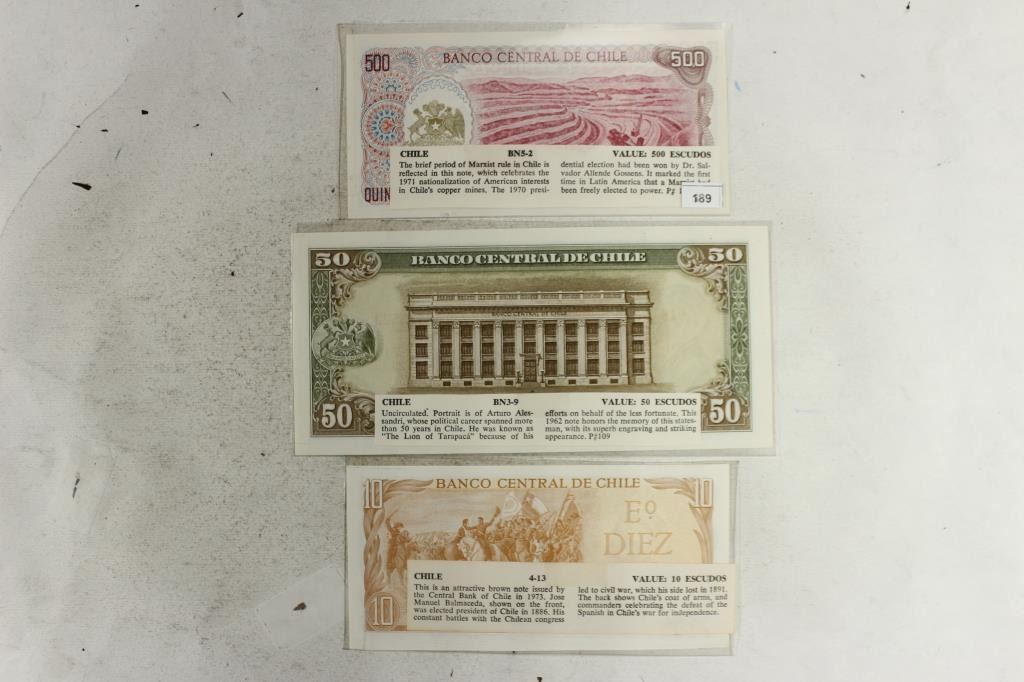 500 BANCO CENTRAL DE CHILE 500
CHILE BN5-2 VALUE: 500 ESCUDOS
The brief period of Marxist rule in Chile is
reflected in this note, which celebrates the
1971 nationalization of American interests
in Chile's copper mines. The 1970 presi-
dential election had been won by Dr. Sal-
vador Allende Gossens. It marked the first
time in Latin America that a Marxist had
been freely elected to power. P#
189
QUIN
50 BANCO CENTRAL DE CHILE 50
BANCO CENTRAL DE CHILE
CHILE BN3-9 VALUE: 50 ESCUDOS
Uncirculated. Portrait is of Arturo Ales-
sandri, whose political career spanned more
than 50 years in Chile. He was known as
"The Lion of Tarapacá" because of his
efforts on behalf of the less fortunate. This
1962 note honors the memory of this states-
man, with its superb engraving and striking
appearance. P#109
50 50
10 BANCO CENTRAL DE CHILE 10
Eº
DIEZ
CHILE 4-13 VALUE: 10 ESCUDOS
This is an attractive brown note issued by
the Central Bank of Chile in 1973. Jose
Manuel Balmaceda, shown on the front,
was elected president of Chile in 1886. His
constant battles with the Chilean congress
led to civil war, which his side lost in 1891.
The back shows Chile's coat of arms, and
commanders celebrating the defeat of the
Spanish in Chile's war for independence.
10